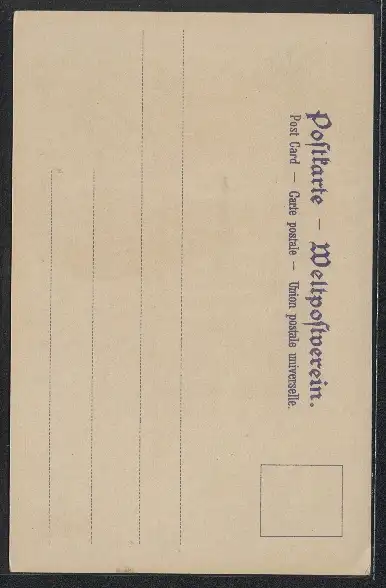 Poſtkarte – Weltpoſtverein.
Post Card – Carte postale – Union postale universelle.